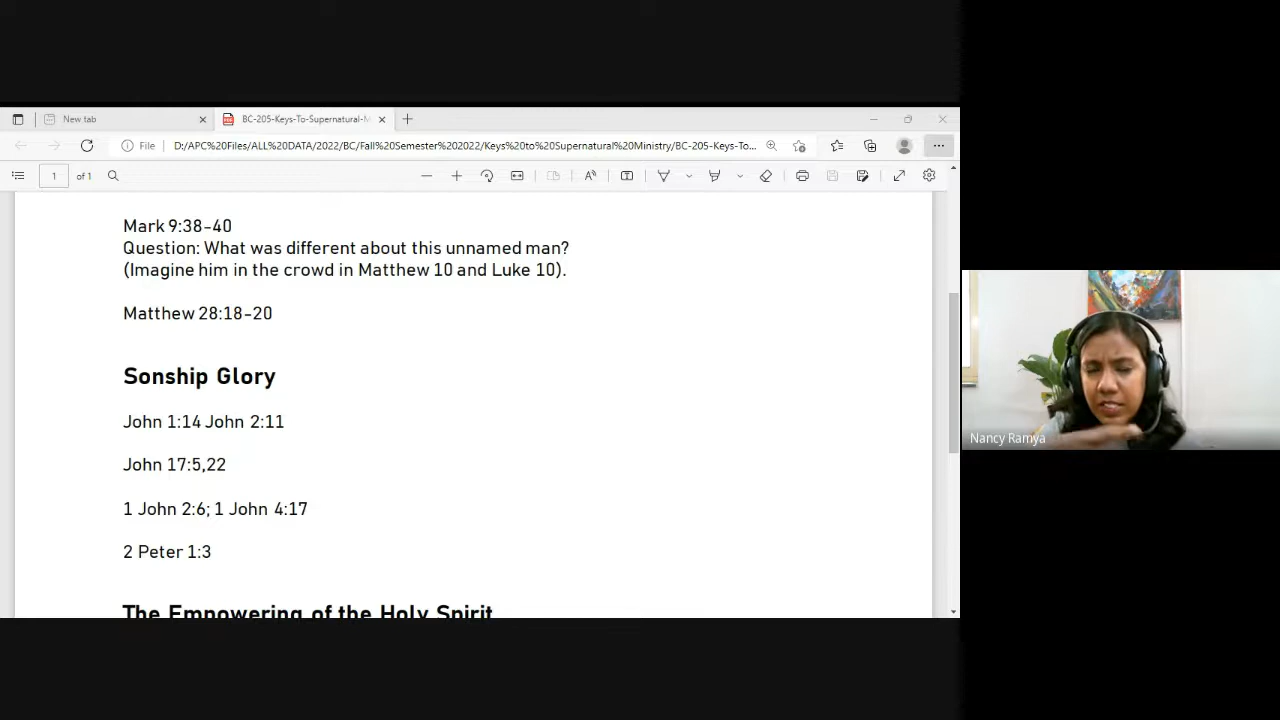 New tab
BC-205-Keys-To-Supernatural-M
File
D:/APC%20Files/ALL%20DATA/2022/BC/Fall%20Semester%202022/Keys%20to%20Supernatural%20Ministry/BC-205-Keys-To...
1 of 1
Mark 9:38-40
Question: What was different about this unnamed man?
(Imagine him in the crowd in Matthew 10 and Luke 10).
Matthew 28:18-20
Sonship Glory
John 1:14 John 2:11
John 17:5,22
1 John 2:6; 1 John 4:17
2 Peter 1:3
The Empowering of the Holy Spirit
Nancy Ramya